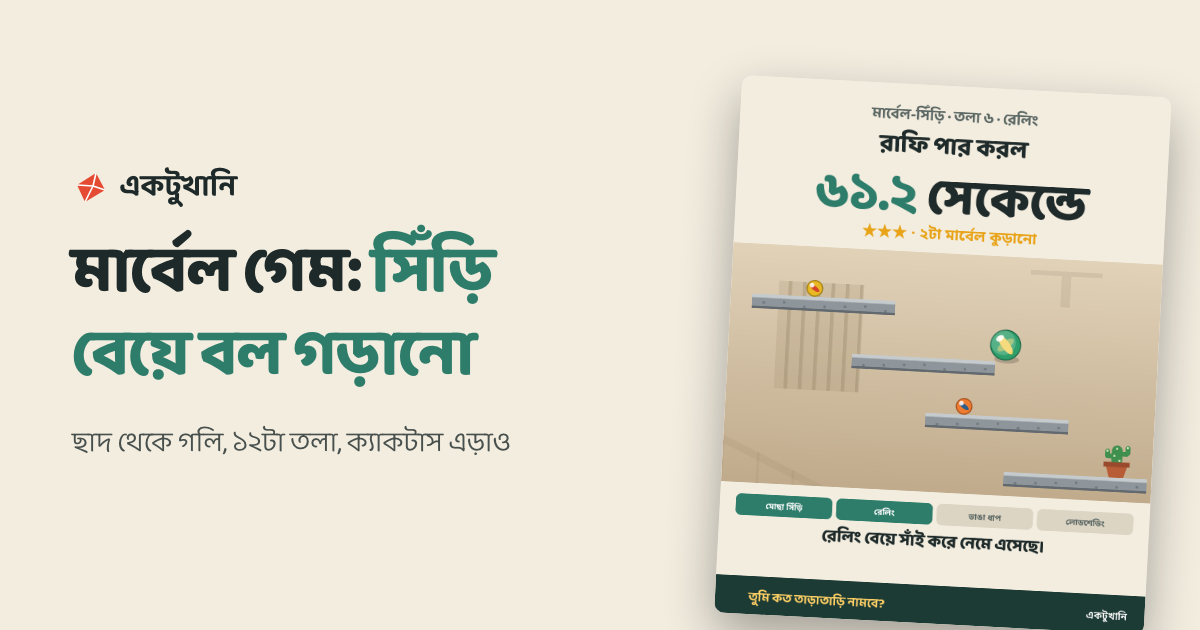 একটুখানি
মার্বেল গেম: সিঁড়ি
বেয়ে বল গড়ানো
ছাদ থেকে গলি, ১২টা তলা, ক্যাকটাস এড়াও
মার্বেল-সিঁড়ি · তলা ৬ · রেলিং
রাফি পার করল
৬১.২ সেকেন্ডে
★★★ · ২টা মার্বেল কুড়ানো
মোছা সিঁড়ি
রেলিং
ভাঙা ধাপ
লোডশেডিং
রেলিং বেয়ে সাঁই করে নেমে এসেছে।
তুমি কত তাড়াতাড়ি নামবে?
একটুখানি